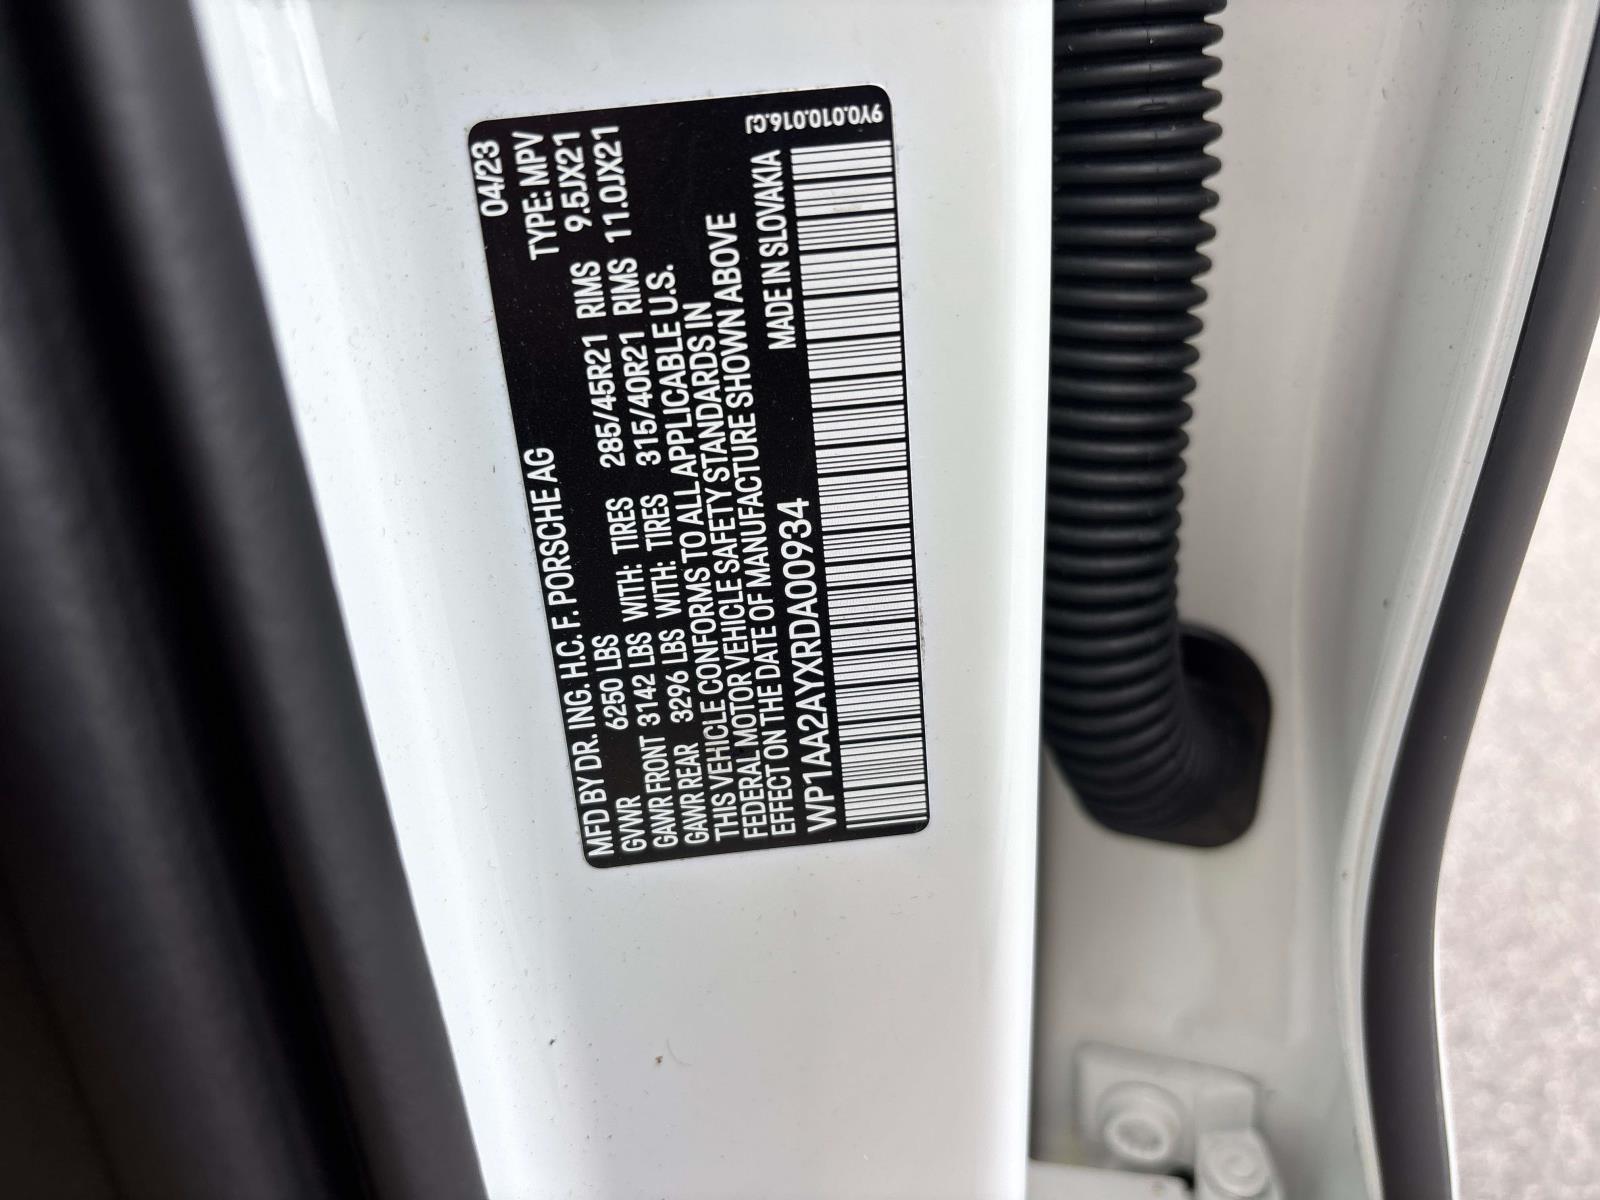 04/23
MFD BY DR. ING. H.C. F. PORSCHE AG TYPE: MPV
GVWR 6250 LBS WITH: TIRES 285/45R21 RIMS 9.5JX21
GAWR FRONT 3142 LBS WITH: TIRES 315/40R21 RIMS 11.0JX21
GAWR REAR 3296 LBS
THIS VEHICLE CONFORMS TO ALL APPLICABLE U.S.
FEDERAL MOTOR VEHICLE SAFETY STANDARDS IN
EFFECT ON THE DATE OF MANUFACTURE SHOWN ABOVE
WP1AA2AYXRDA00934 MADE IN SLOVAKIA
9Y0.010.016.CJ